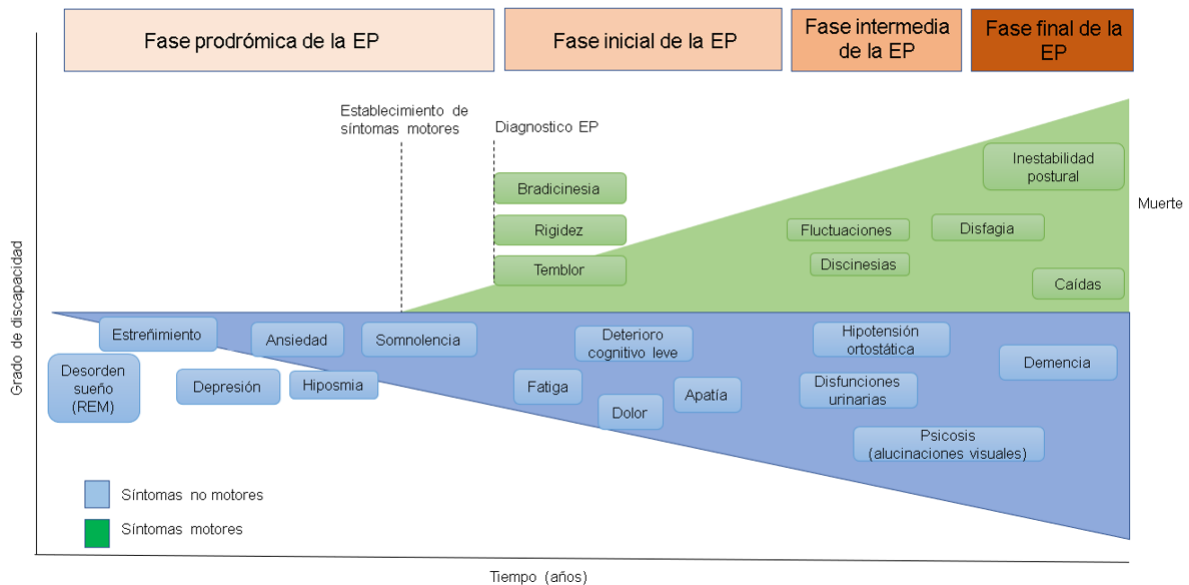 Fase prodrómica de la EP
Fase inicial de la EP
Fase intermedia
de la EP
Fase final de la
EP
Establecimiento de
síntomas motores
Diagnostico EP
Bradicinesia
Rigidez
Temblor
Fluctuaciones
Discinesias
Disfagia
Inestabilidad
postural
Caídas
Muerte
Grado de discapacidad
Estreñimiento
Ansiedad
Somnolencia
Desorden
sueño
(REM)
Depresión
Hiposmia
Deterioro
cognitivo leve
Fatiga
Dolor
Apatía
Hipotensión
ortostática
Disfunciones
urinarias
Psicosis
(alucinaciones visuales)
Demencia
Síntomas no motores
Síntomas motores
Tiempo (años)